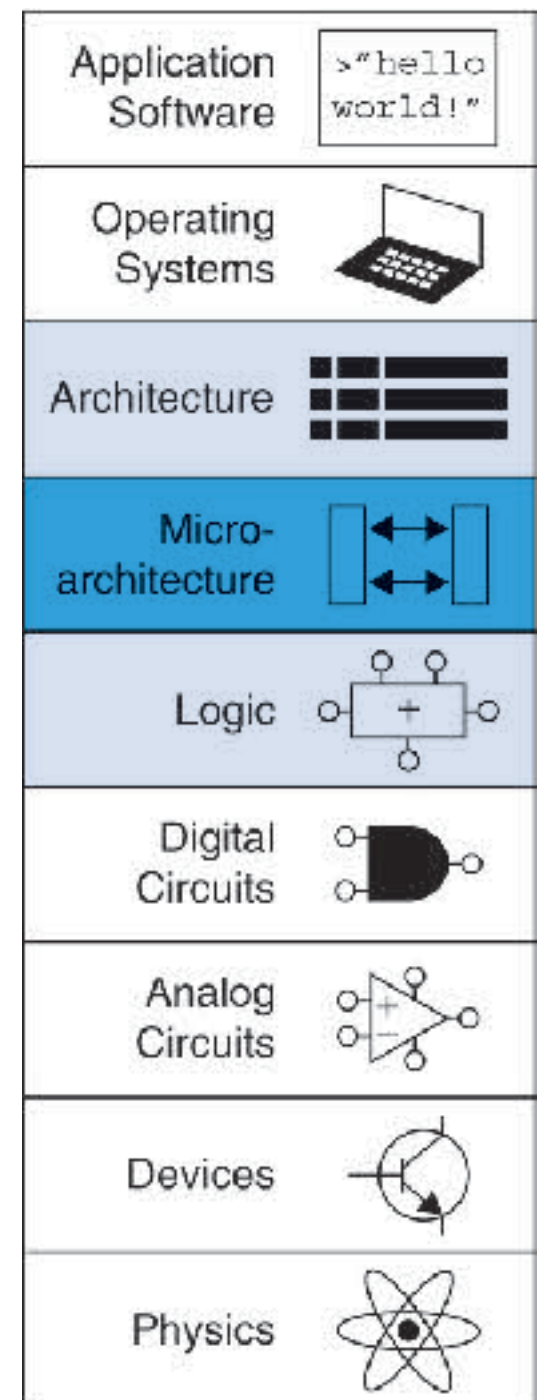 Application
Software
>"hello
world!"
Operating
Systems
Architecture
Micro-
architecture
Logic
+
Digital
Circuits
Analog
Circuits
+
−
Devices
Physics